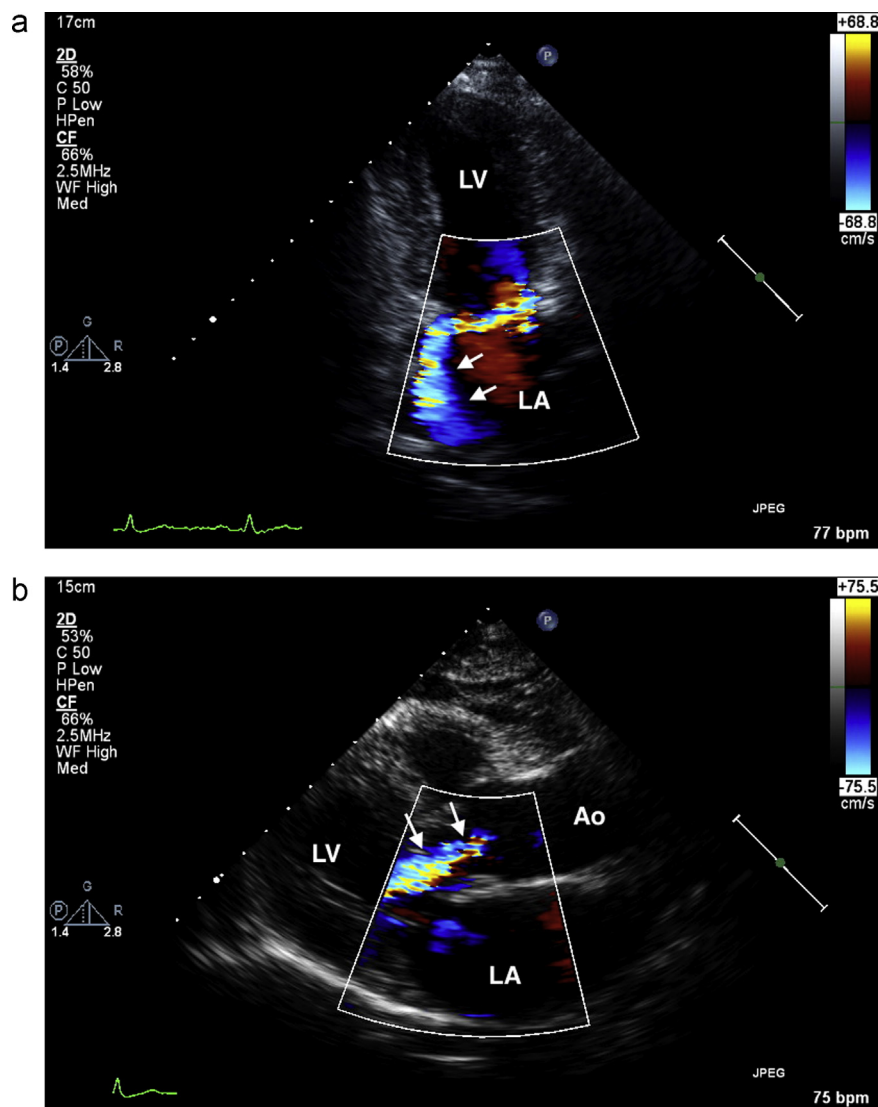 a
17cm
2D
58%
C 50
P Low
HPen
CF
66%
2.5MHz
WF High
Med
P
+68.8
-68.8
cm/s
LV
LA
G
P R
1.4 2.8
JPEG
77 bpm
b
15cm
2D
53%
C 50
P Low
HPen
CF
66%
2.5MHz
WF High
Med
P
+75.5
-75.5
cm/s
Ao
LV
LA
G
P R
1.4 2.8
JPEG
75 bpm